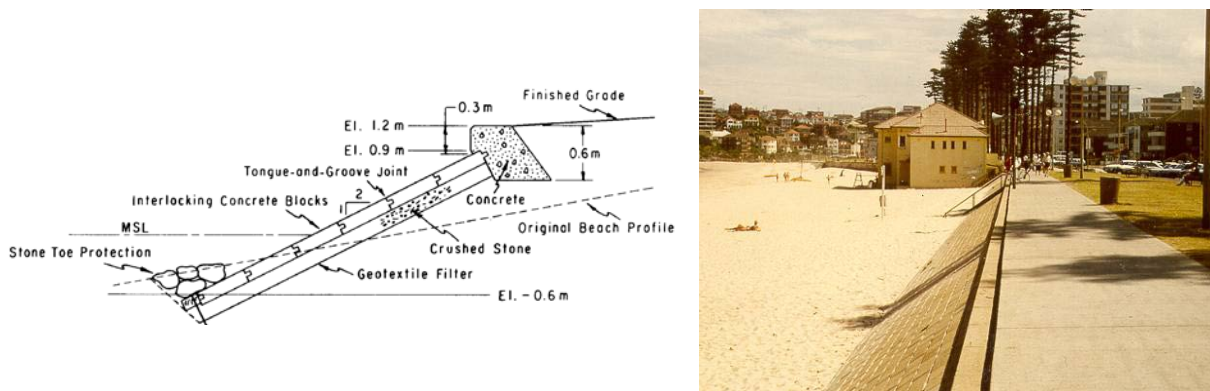 Finished Grade
0.3 m
El. 1.2 m
El. 0.9 m
0.6m
Tongue-and-Groove Joint
Concrete
Interlocking Concrete Blocks
1
2
Original Beach Profile
MSL
Crushed Stone
Stone Toe Protection
Geotextile Filter
El. -0.6 m